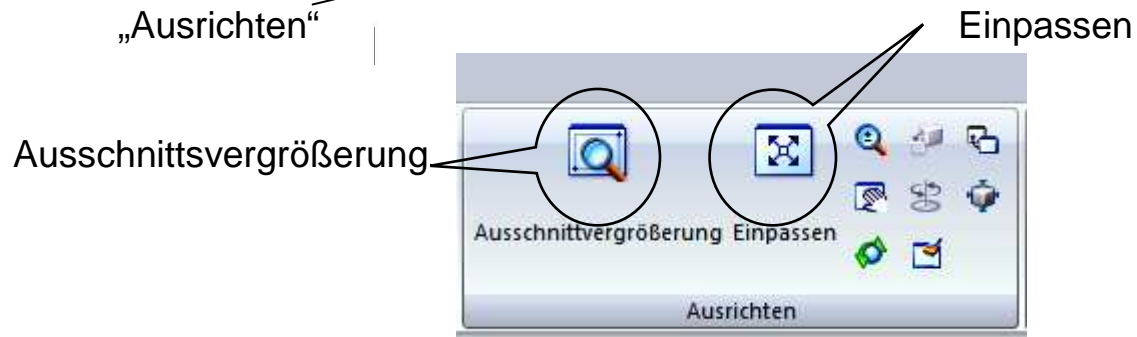 „Ausrichten“
Einpassen
Ausschnittsvergrößerung
Ausschnittvergrößerung Einpassen
Ausrichten